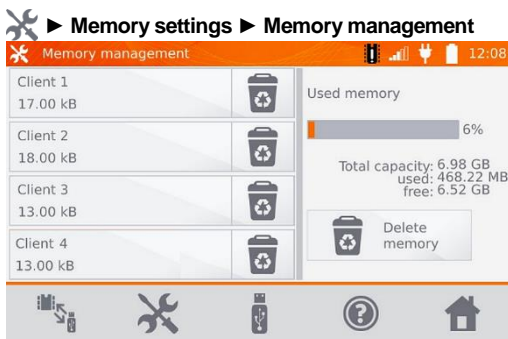 ► Memory settings ► Memory management
Memory management 12:08
Client 1
17.00 kB
Client 2
18.00 kB
Client 3
13.00 kB
Client 4
13.00 kB
Used memory
6%
Total capacity: 6.98 GB
used: 468.22 MB
free: 6.52 GB
Delete
memory